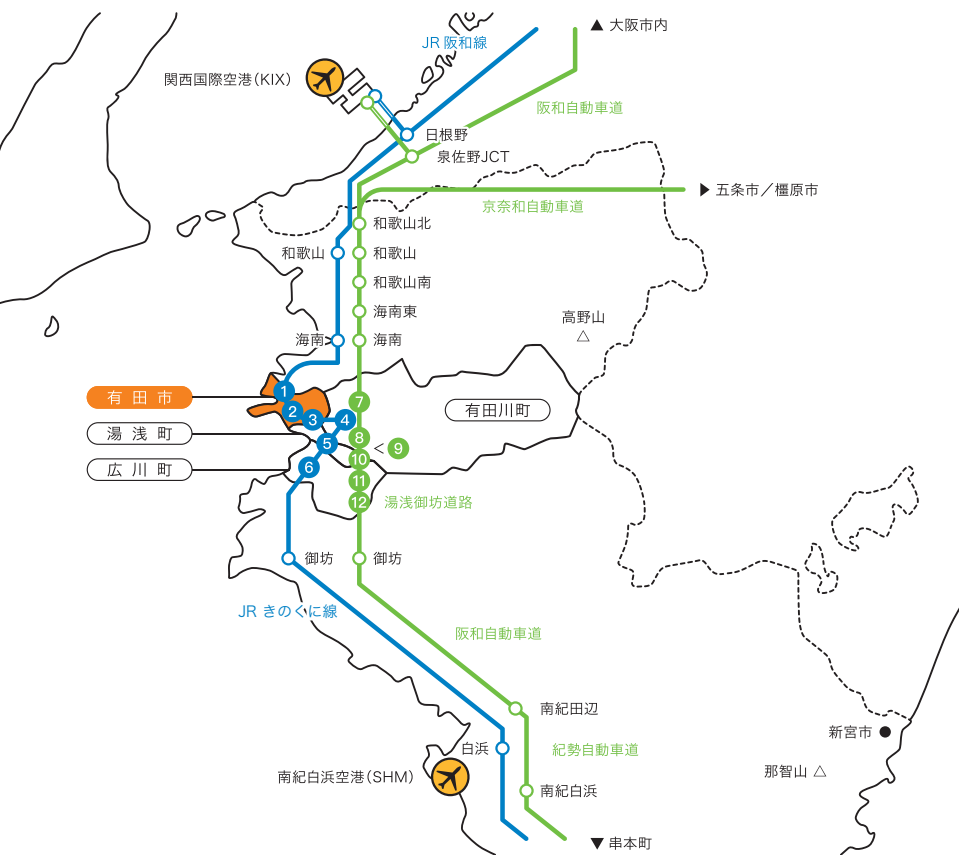 ▲ 大阪市内
JR 阪和線
関西国際空港(KIX)
阪和自動車道
日根野
泉佐野JCT
▶ 五条市／橿原市
京奈和自動車道
和歌山北
和歌山
和歌山
和歌山南
海南東
高野山
△
海南
海南
有田市
1
2
3
4
7
有田川町
湯浅町
5
8
< 9
広川町
6
10
11
12
湯浅御坊道路
御坊
御坊
JR きのくに線
阪和自動車道
南紀田辺
新宮市 ●
白浜
紀勢自動車道
那智山 △
南紀白浜空港(SHM)
南紀白浜
▼ 串本町